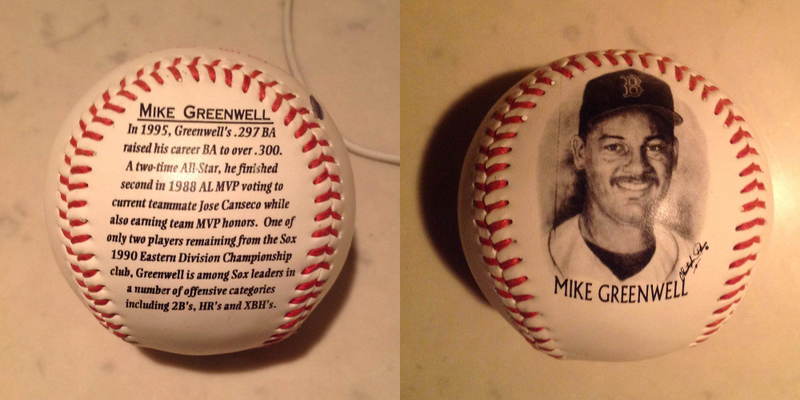 MIKE GREENWELL
In 1995, Greenwell's .297 BA
raised his career BA to over .300.
A two-time All-Star, he finished
second in 1988 AL MVP voting to
current teammate Jose Canseco while
also earning team MVP honors. One of
only two players remaining from the Sox
1990 Eastern Division Championship
club, Greenwell is among Sox leaders in
a number of offensive categories
including 2B's, HR's and XBH's.
B
MIKE GREENWELL